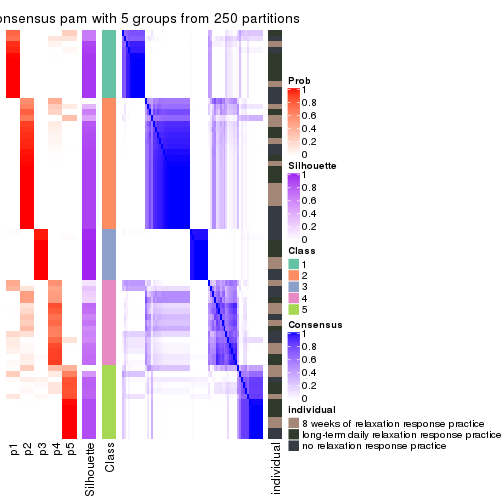 onsensus pam with 5 groups from 250 partitions
Prob
1
0.8
0.6
0.4
0.2
0
Silhouette
1
0.8
0.6
0.4
0.2
0
Class
1
2
3
4
5
Consensus
1
0.8
0.6
0.4
0.2
0
individual
8 weeks of relaxation response practice
long-term daily relaxation response practice
no relaxation response practice
p1
p2
p3
p4
p5
Silhouette
Class
individual